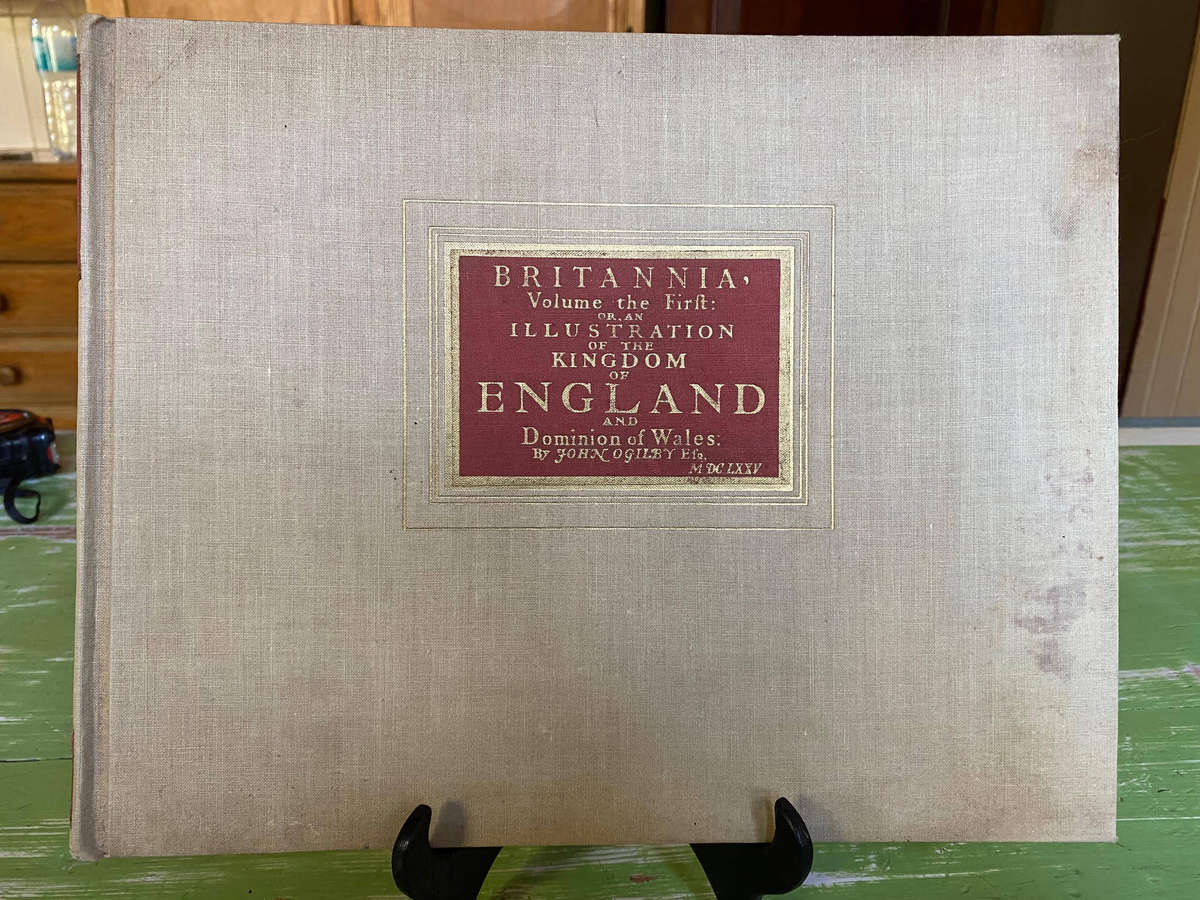 BRITANNIA,
Volume the Firſt:
OR, AN
ILLUSTRATION
OF THE
KINGDOM
OF
ENGLAND
AND
Dominion of Wales:
By JOHN OGILBY Eſq,
MDCLXXV